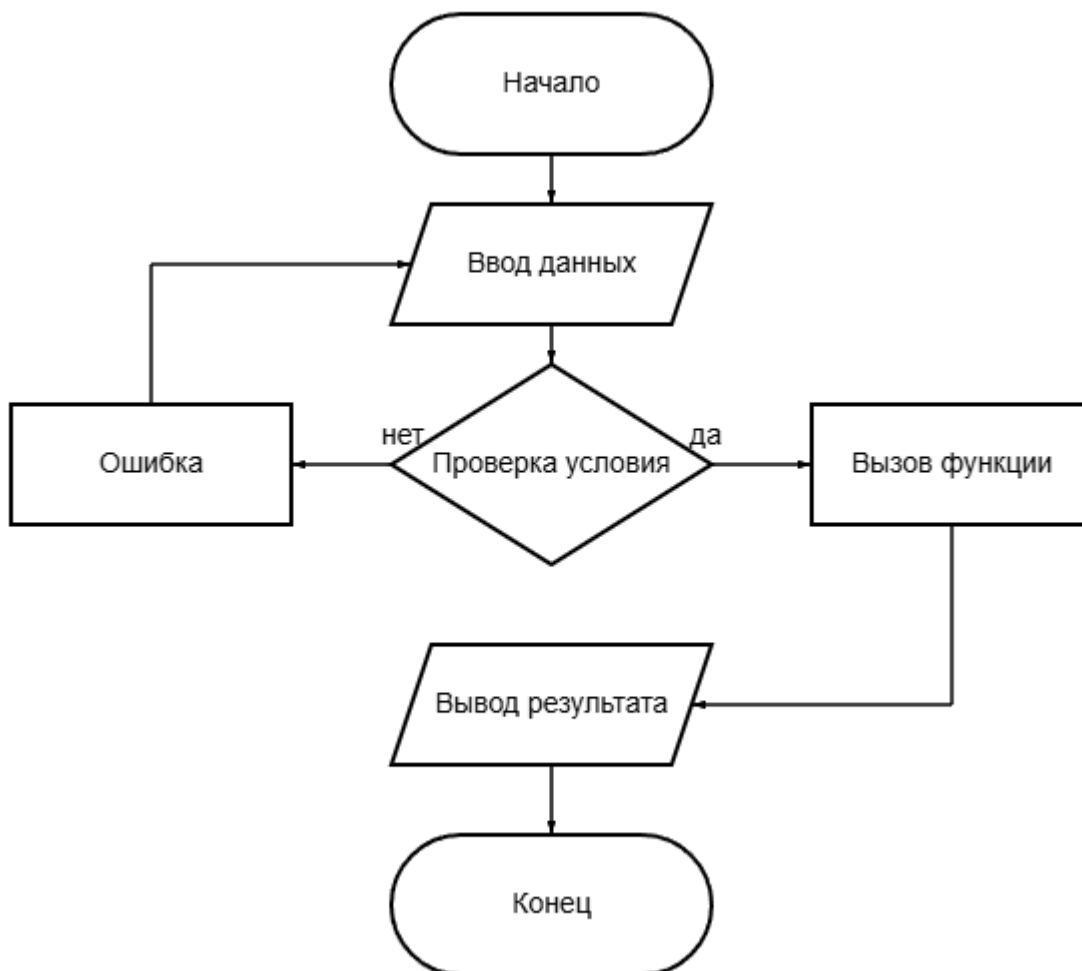 Начало
Ввод данных
нет
да
Ошибка
Проверка условия
Вызов функции
Вывод результата
Конец